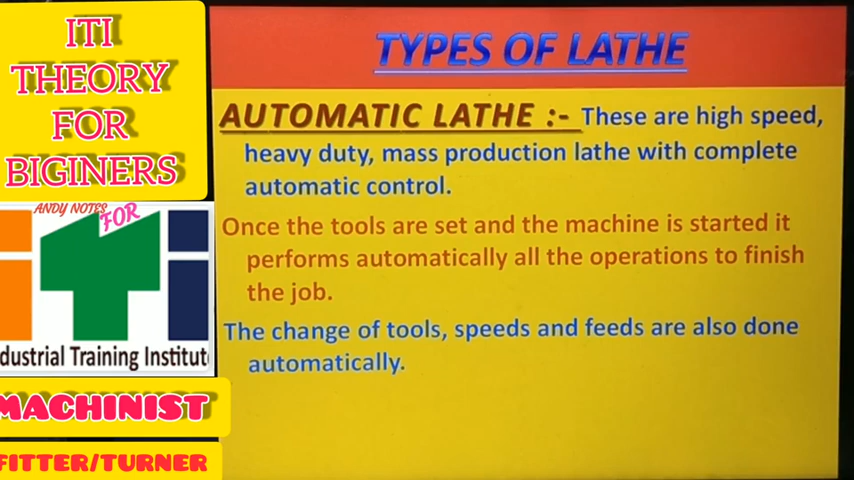 ITI
THEORY
FOR
BIGINERS
ANDY NOTES
FOR
iTi
ndustrial Training Institut
MACHINIST
FITTER/TURNER
TYPES OF LATHE
AUTOMATIC LATHE :- These are high speed,
heavy duty, mass production lathe with complete
automatic control.
Once the tools are set and the machine is started it
performs automatically all the operations to finish
the job.
The change of tools, speeds and feeds are also done
automatically.